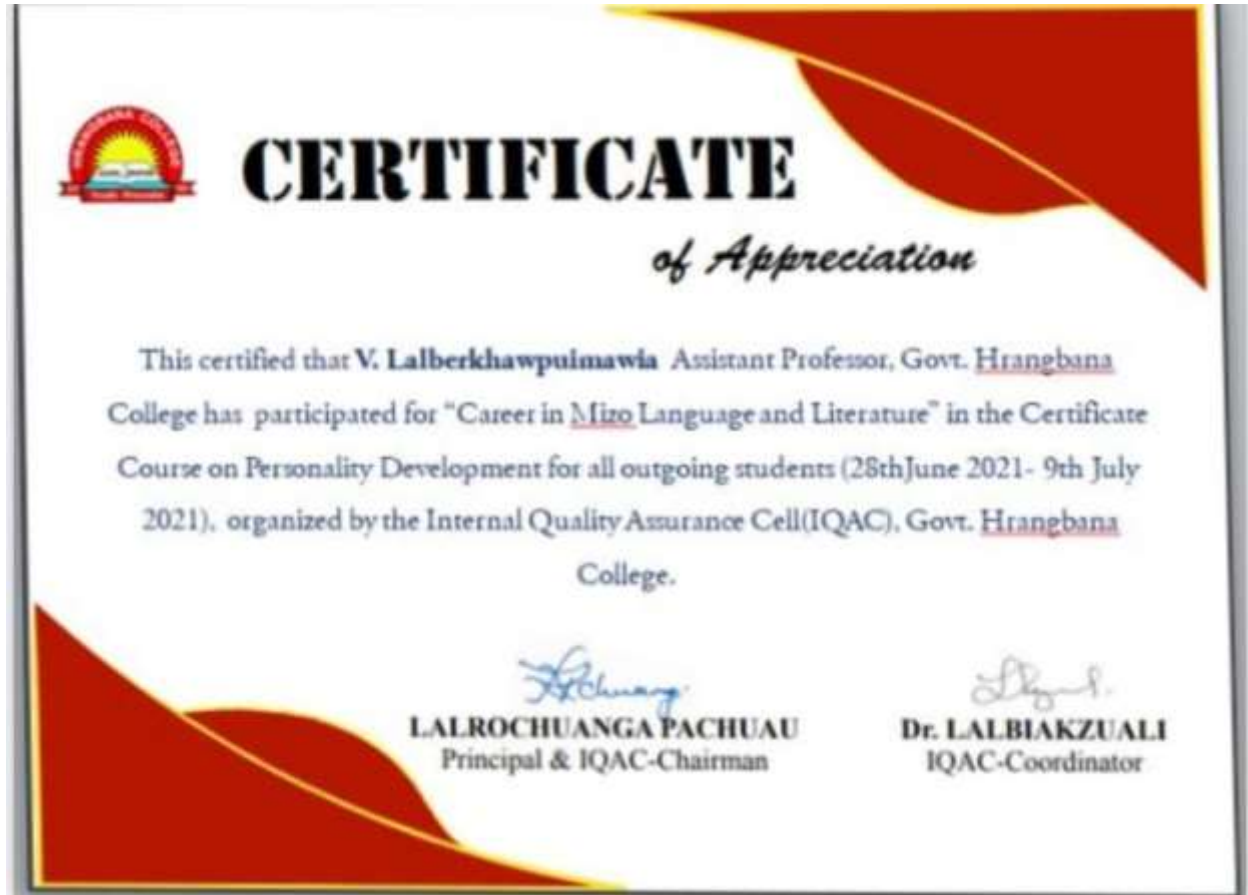 HRANGBANA COLLEGE
CERTIFICATE
of Appreciation
This certified that V. Lalberkhawpuimawia Assistant Professor, Govt. Hrangbana
College has participated for “Career in Mizo Language and Literature” in the Certificate
Course on Personality Development for all outgoing students (28thJune 2021- 9th July
2021), organized by the Internal Quality Assurance Cell(IQAC), Govt. Hrangbana
College.
LALROCHUANGA PACHUAU
Principal & IQAC-Chairman
Dr. LALBIAKZUALI
IQAC-Coordinator